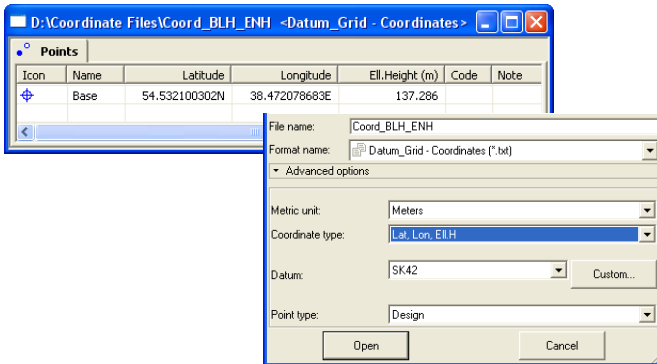 D:\Coordinate Files\Coord_BLH_ENH <Datum_Grid - Coordinates>
Points
Icon Name Latitude Longitude Ell.Height (m) Code Note
Base 54.532100302N 38.472078683E 137.286
File name: Coord_BLH_ENH
Format name: Datum_Grid - Coordinates (*.txt)
Advanced options
Metric unit: Meters
Coordinate type: Lat, Lon, Ell.H
Datum: SK42 Custom...
Point type: Design
Open Cancel